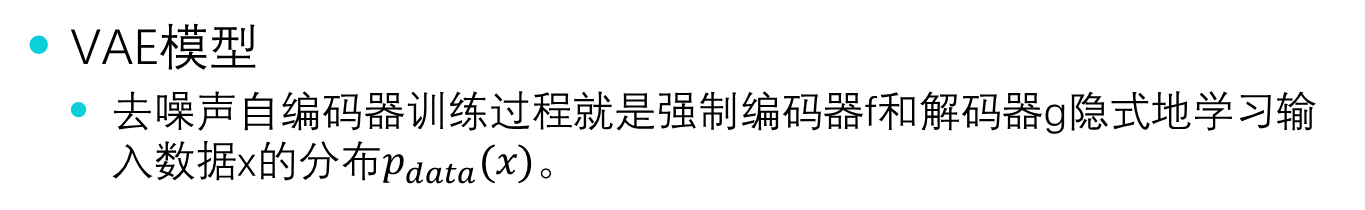 • VAE模型
• 去噪声自编码器训练过程就是强制编码器f和解码器g隐式地学习输
入数据x的分布$p_{data}(x)$。